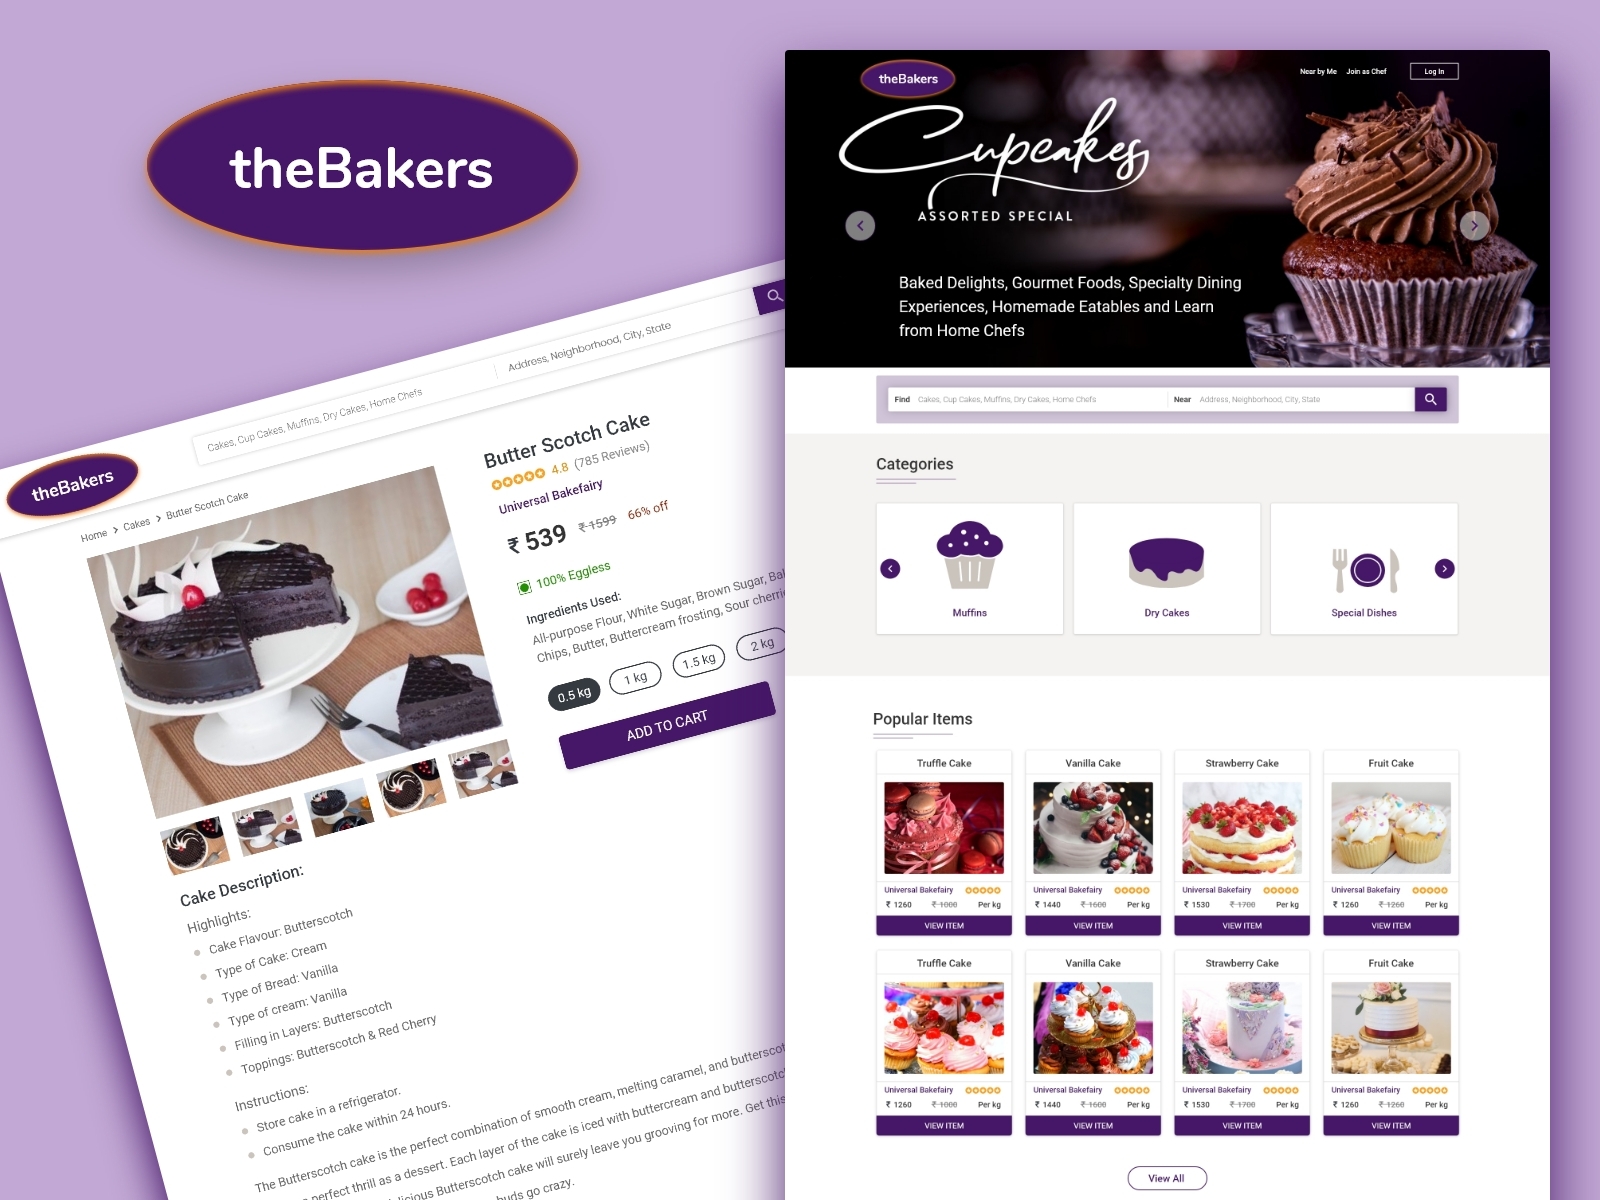 theBakers
Cakes, Cup Cakes, Muffins, Dry Cakes, Home Chefs
Address, Neighborhood, City, State
theBakers
Home > Cakes > Butter Scotch Cake
Butter Scotch Cake
4.8 (785 Reviews)
Universal Bakefairy
₹ 539 ₹ 1599 66% off
100% Eggless
Ingredients Used:
All-purpose Flour, White Sugar, Brown Sugar,
Chips, Butter, Buttercream frosting, Sour
0.5 kg 1 kg 1.5 kg 2 kg
ADD TO CART
Cake Description:
Highlights:
Cake Flavour: Butterscotch
Type of Cake: Cream
Type of Bread: Vanilla
Type of cream: Vanilla
Filling in Layers: Butterscotch
Toppings: Butterscotch & Red Cherry
Instructions:
Store cake in a refrigerator.
Consume the cake within 24 hours.
The Butterscotch cake is the perfect combination of smooth cream, melting caramel, and
perfect thrill as a dessert. Each layer of the cake is iced with buttercream and
Butterscotch cake will surely leave you grooving for more. Get this
go crazy.
theBakers
Near by Me Join as Chef Log In
Cupcakes
ASSORTED SPECIAL
Baked Delights, Gourmet Foods, Specialty Dining
Experiences, Homemade Eatables and Learn
from Home Chefs
Find Cakes, Cup Cakes, Muffins, Dry Cakes, Home Chefs Near Address, Neighborhood, City, State
Categories
Muffins Dry Cakes Special Dishes
Popular Items
Truffle Cake Vanilla Cake Strawberry Cake Fruit Cake
Universal Bakefairy Universal Bakefairy Universal Bakefairy Universal Bakefairy
₹ 1260 ₹ 1000 Per kg ₹ 1440 ₹ 1600 Per kg ₹ 1530 ₹ 1700 Per kg ₹ 1260 ₹ 1260 Per kg
VIEW ITEM VIEW ITEM VIEW ITEM VIEW ITEM
Truffle Cake Vanilla Cake Strawberry Cake Fruit Cake
Universal Bakefairy Universal Bakefairy Universal Bakefairy Universal Bakefairy
₹ 1260 ₹ 1000 Per kg ₹ 1440 ₹ 1600 Per kg ₹ 1530 ₹ 1700 Per kg ₹ 1260 ₹ 1260 Per kg
VIEW ITEM VIEW ITEM VIEW ITEM VIEW ITEM
View All